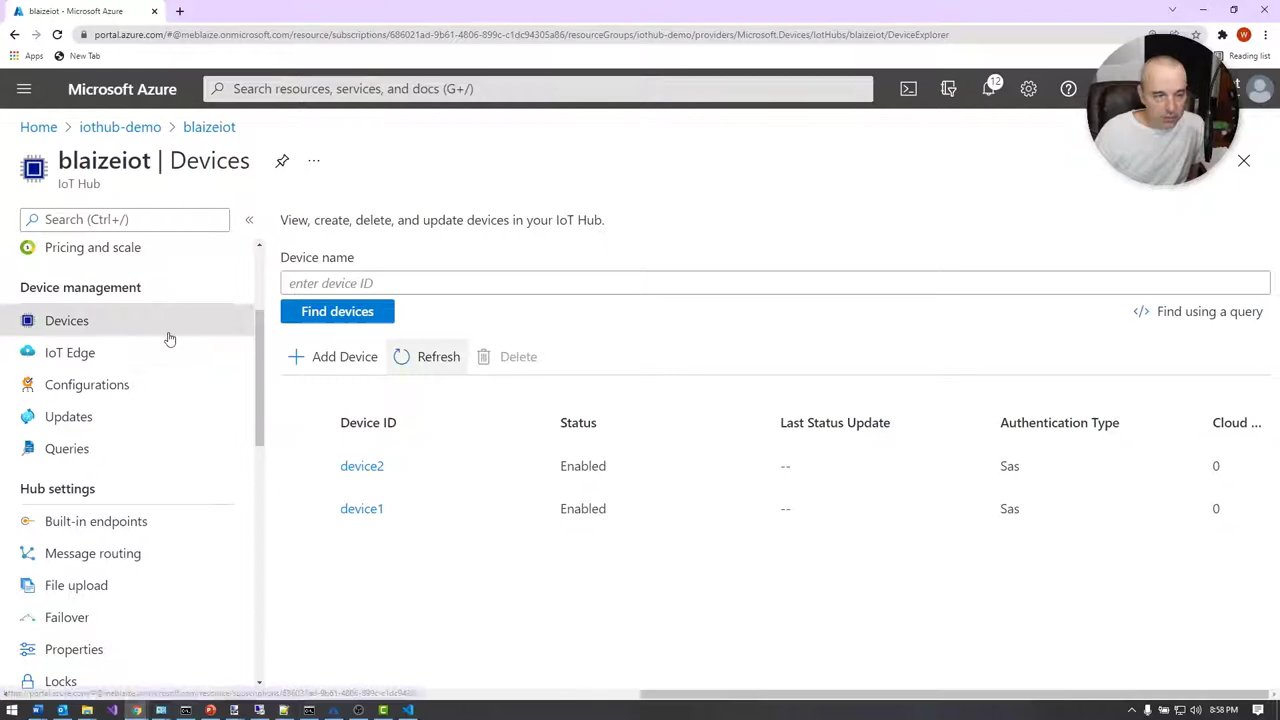 blaizeiot - Microsoft Azure
portal.azure.com/#@meblaize.onmicrosoft.com/resource/subscriptions/686021ad-9b61-4806-899c-c1dc94305a86/resourceGroups/iothub-demo/providers/Microsoft.Devices/IotHubs/blaizeiot/DeviceExplorer
W
Apps
New Tab
Reading list
Microsoft Azure
Search resources, services, and docs (G+/)
12
Home > iothub-demo > blaizeiot
blaizeiot | Devices
...
IoT Hub
Search (Ctrl+/)
«
View, create, delete, and update devices in your IoT Hub.
Pricing and scale
Device name
Device management
enter device ID
Devices
Find devices
Find using a query
IoT Edge
Add Device
Refresh
Delete
Configurations
Updates
Device ID
Status
Last Status Update
Authentication Type
Cloud ...
Queries
device2
Enabled
--
Sas
0
Hub settings
device1
Enabled
--
Sas
0
Built-in endpoints
Message routing
File upload
Failover
Properties
Locks
8:58 PM